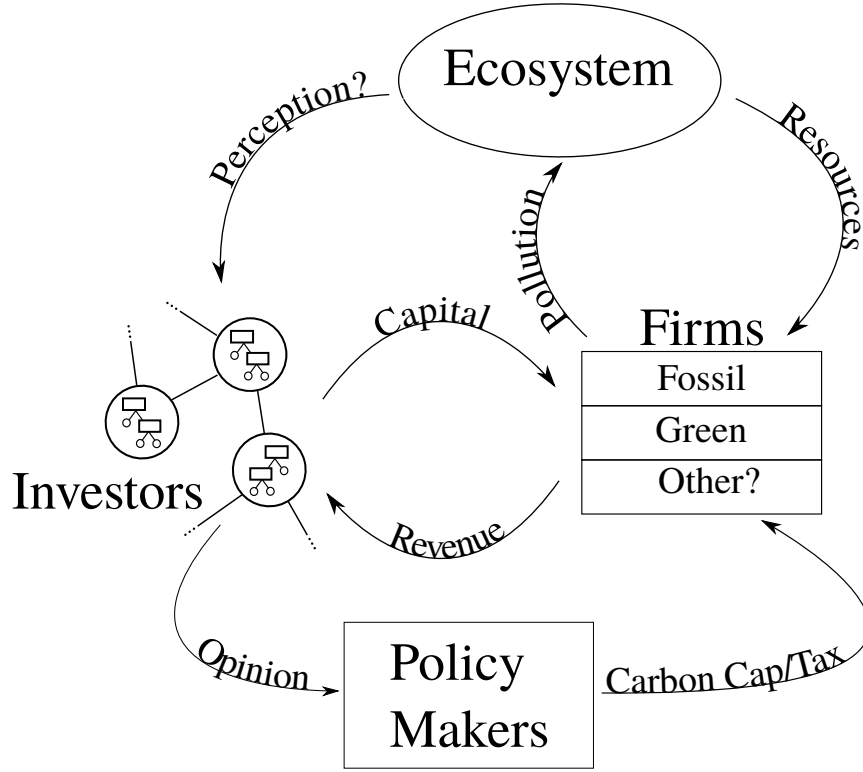 Ecosystem
Perception?
Resources
Pollution
Capital
Firms
Fossil
Green
Other?
Investors
Revenue
Opinion
Policy
Makers
Carbon Cap/Tax